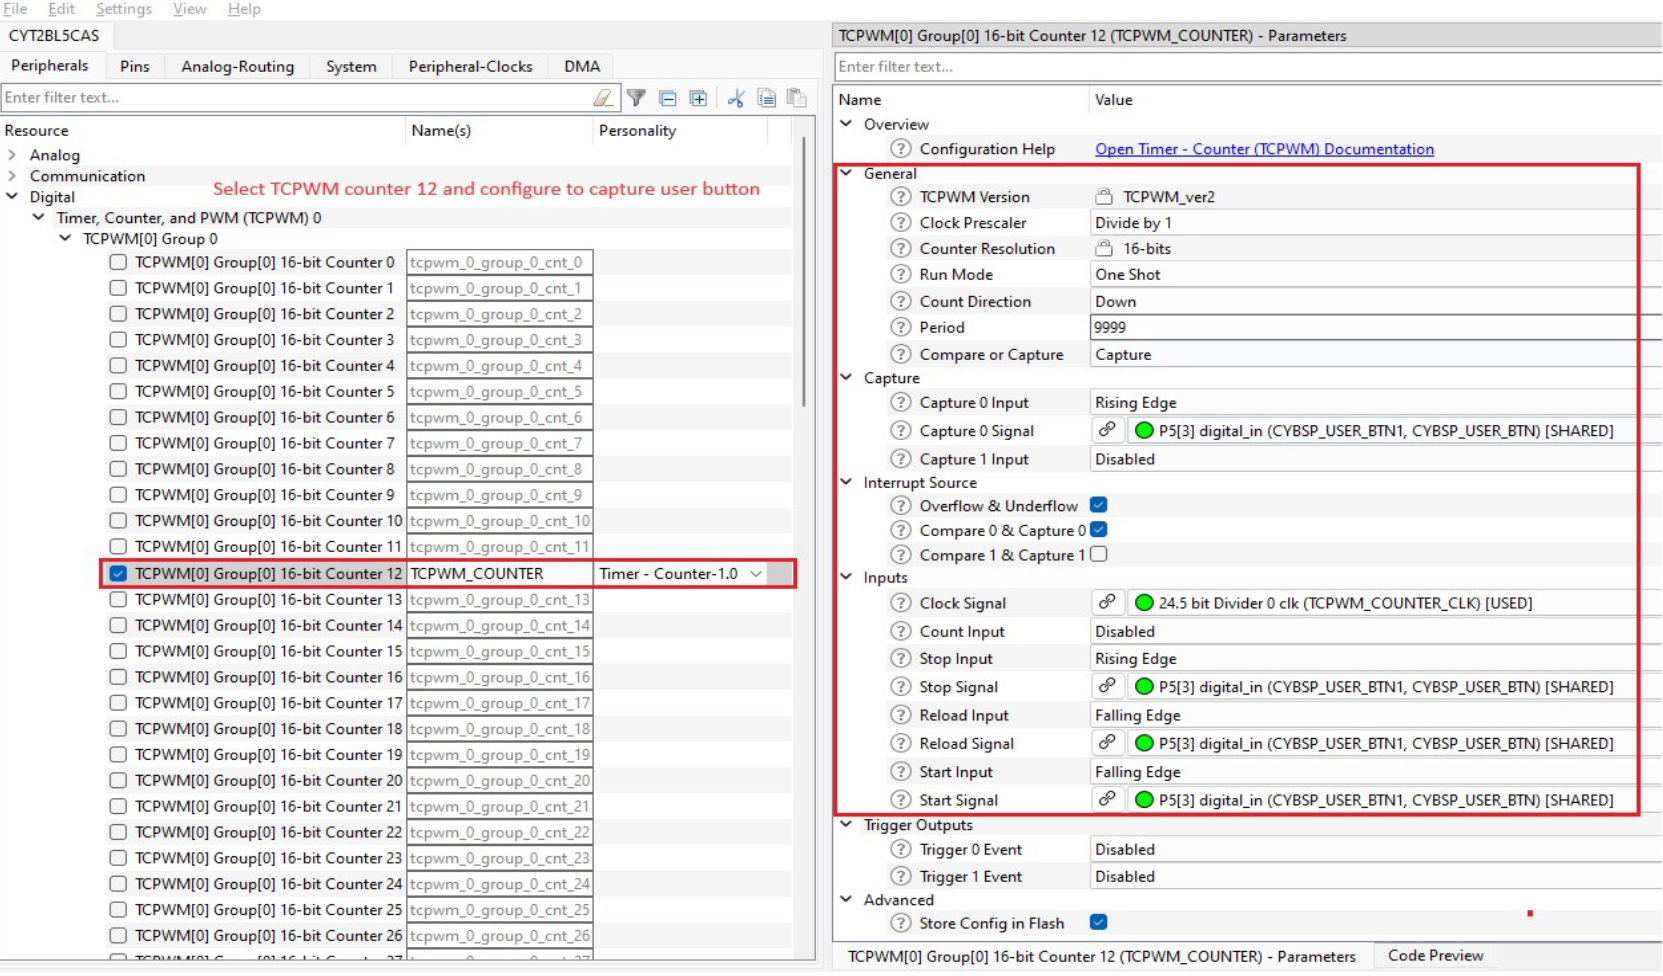 File Edit Settings View Help
CYT2BL5CAS
Peripherals Pins Analog-Routing System Peripheral-Clocks DMA
Enter filter text...
Resource Name(s) Personality
Analog
Communication
Select TCPWM counter 12 and configure to capture user button
Digital
Timer, Counter, and PWM (TCPWM) 0
TCPWM[0] Group 0
TCPWM[0] Group[0] 16-bit Counter 0 tcpwm_0_group_0_cnt_0
TCPWM[0] Group[0] 16-bit Counter 1 tcpwm_0_group_0_cnt_1
TCPWM[0] Group[0] 16-bit Counter 2 tcpwm_0_group_0_cnt_2
TCPWM[0] Group[0] 16-bit Counter 3 tcpwm_0_group_0_cnt_3
TCPWM[0] Group[0] 16-bit Counter 4 tcpwm_0_group_0_cnt_4
TCPWM[0] Group[0] 16-bit Counter 5 tcpwm_0_group_0_cnt_5
TCPWM[0] Group[0] 16-bit Counter 6 tcpwm_0_group_0_cnt_6
TCPWM[0] Group[0] 16-bit Counter 7 tcpwm_0_group_0_cnt_7
TCPWM[0] Group[0] 16-bit Counter 8 tcpwm_0_group_0_cnt_8
TCPWM[0] Group[0] 16-bit Counter 9 tcpwm_0_group_0_cnt_9
TCPWM[0] Group[0] 16-bit Counter 10 tcpwm_0_group_0_cnt_10
TCPWM[0] Group[0] 16-bit Counter 11 tcpwm_0_group_0_cnt_11
TCPWM[0] Group[0] 16-bit Counter 12 TCPWM_COUNTER Timer - Counter-1.0
TCPWM[0] Group[0] 16-bit Counter 13 tcpwm_0_group_0_cnt_13
TCPWM[0] Group[0] 16-bit Counter 14 tcpwm_0_group_0_cnt_14
TCPWM[0] Group[0] 16-bit Counter 15 tcpwm_0_group_0_cnt_15
TCPWM[0] Group[0] 16-bit Counter 16 tcpwm_0_group_0_cnt_16
TCPWM[0] Group[0] 16-bit Counter 17 tcpwm_0_group_0_cnt_17
TCPWM[0] Group[0] 16-bit Counter 18 tcpwm_0_group_0_cnt_18
TCPWM[0] Group[0] 16-bit Counter 19 tcpwm_0_group_0_cnt_19
TCPWM[0] Group[0] 16-bit Counter 20 tcpwm_0_group_0_cnt_20
TCPWM[0] Group[0] 16-bit Counter 21 tcpwm_0_group_0_cnt_21
TCPWM[0] Group[0] 16-bit Counter 22 tcpwm_0_group_0_cnt_22
TCPWM[0] Group[0] 16-bit Counter 23 tcpwm_0_group_0_cnt_23
TCPWM[0] Group[0] 16-bit Counter 24 tcpwm_0_group_0_cnt_24
TCPWM[0] Group[0] 16-bit Counter 25 tcpwm_0_group_0_cnt_25
TCPWM[0] Group[0] 16-bit Counter 26 tcpwm_0_group_0_cnt_26
TCPWM[0] Group[0] 16-bit Counter 12 (TCPWM_COUNTER) - Parameters
Enter filter text...
Name Value
Overview
Configuration Help Open Timer - Counter (TCPWM) Documentation
General
TCPWM Version TCPWM_ver2
Clock Prescaler Divide by 1
Counter Resolution 16-bits
Run Mode One Shot
Count Direction Down
Period 9999
Compare or Capture Capture
Capture
Capture 0 Input Rising Edge
Capture 0 Signal P5[3] digital_in (CYBSP_USER_BTN1, CYBSP_USER_BTN) [SHARED]
Capture 1 Input Disabled
Interrupt Source
Overflow & Underflow
Compare 0 & Capture 0
Compare 1 & Capture 1
Inputs
Clock Signal 24.5 bit Divider 0 clk (TCPWM_COUNTER_CLK) [USED]
Count Input Disabled
Stop Input Rising Edge
Stop Signal P5[3] digital_in (CYBSP_USER_BTN1, CYBSP_USER_BTN) [SHARED]
Reload Input Falling Edge
Reload Signal P5[3] digital_in (CYBSP_USER_BTN1, CYBSP_USER_BTN) [SHARED]
Start Input Falling Edge
Start Signal P5[3] digital_in (CYBSP_USER_BTN1, CYBSP_USER_BTN) [SHARED]
Trigger Outputs
Trigger 0 Event Disabled
Trigger 1 Event Disabled
Advanced
Store Config in Flash
TCPWM[0] Group[0] 16-bit Counter 12 (TCPWM_COUNTER) - Parameters Code Preview